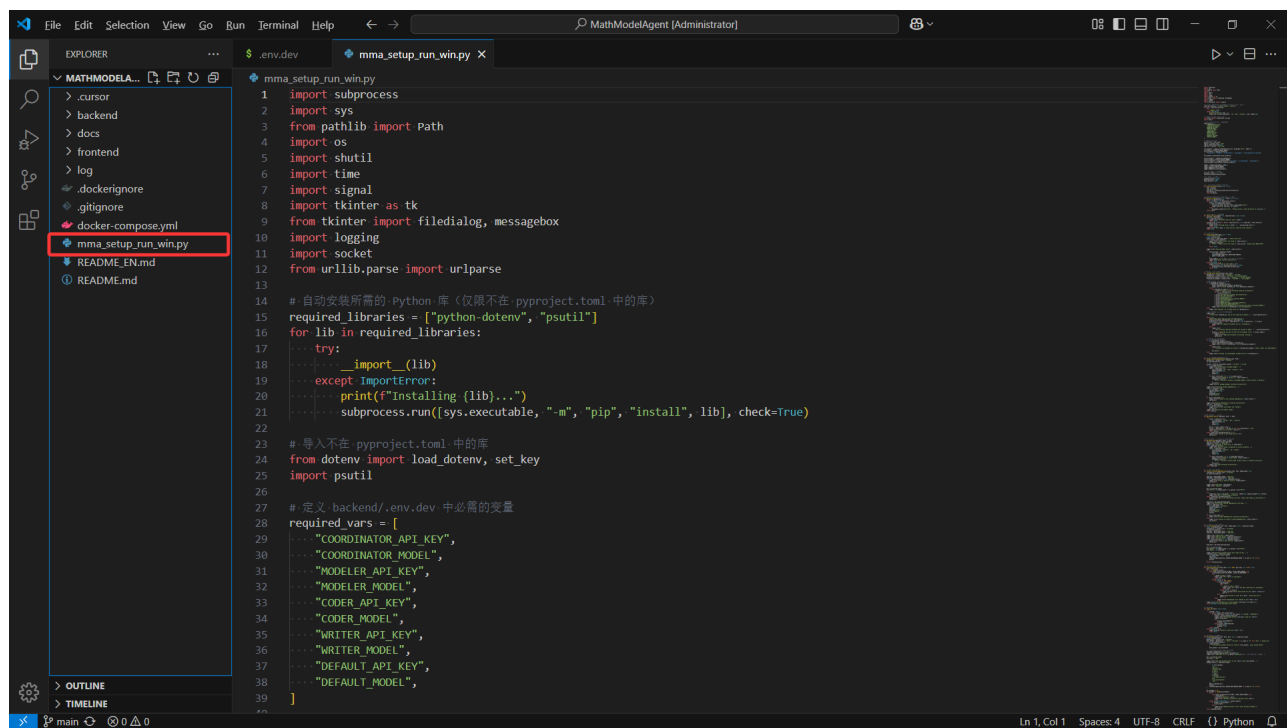 File Edit Selection View Go Run Terminal Help
MathModelAgent [Administrator]
EXPLORER
MATHMODELA...
.cursor
backend
docs
frontend
log
.dockerignore
.gitignore
docker-compose.yml
mma_setup_run_win.py
README_EN.md
README.md
OUTLINE
TIMELINE
$ .env.dev
mma_setup_run_win.py
mma_setup_run_win.py
1 import subprocess
2 import sys
3 from pathlib import Path
4 import os
5 import shutil
6 import time
7 import signal
8 import tkinter as tk
9 from tkinter import filedialog, messagebox
10 import logging
11 import socket
12 from urllib.parse import urlparse
13
14 # 自动安装所需的 Python 库（仅限不在 pyproject.toml 中的库）
15 required_libraries = ["python-dotenv", "psutil"]
16 for lib in required_libraries:
17     try:
18         __import__(lib)
19     except ImportError:
20         print(f"Installing {lib}...")
21         subprocess.run([sys.executable, "-m", "pip", "install", lib], check=True)
22
23 # 导入不在 pyproject.toml 中的库
24 from dotenv import load_dotenv, set_key
25 import psutil
26
27 # 定义 backend/.env.dev 中必需的变量
28 required_vars = [
29     "COORDINATOR_API_KEY",
30     "COORDINATOR_MODEL",
31     "MODELER_API_KEY",
32     "MODELER_MODEL",
33     "CODER_API_KEY",
34     "CODER_MODEL",
35     "WRITER_API_KEY",
36     "WRITER_MODEL",
37     "DEFAULT_API_KEY",
38     "DEFAULT_MODEL",
39 ]
main 0 0 Ln 1, Col 1 Spaces: 4 UTF-8 CRLF {} Python